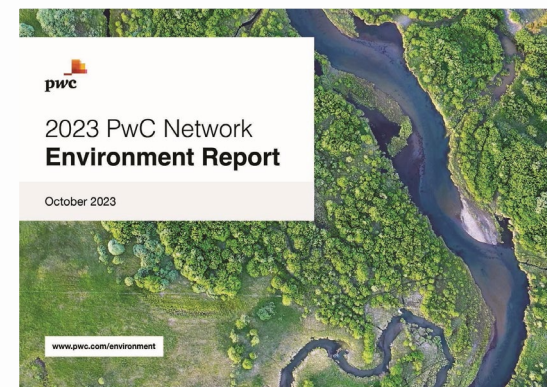 pwc
2023 PwC Network
Environment Report
October 2023
www.pwc.com/environment